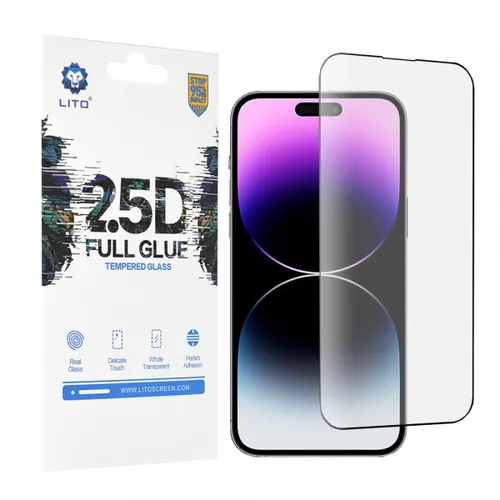 LITO®
STOP
95%
IMPACT
2.5D
FULL GLUE
TEMPERED GLASS
Real
Glass
Delicate
Touch
Whole
Transparent
Perfect
Adhesion
WWW.LITOSCREEN.COM